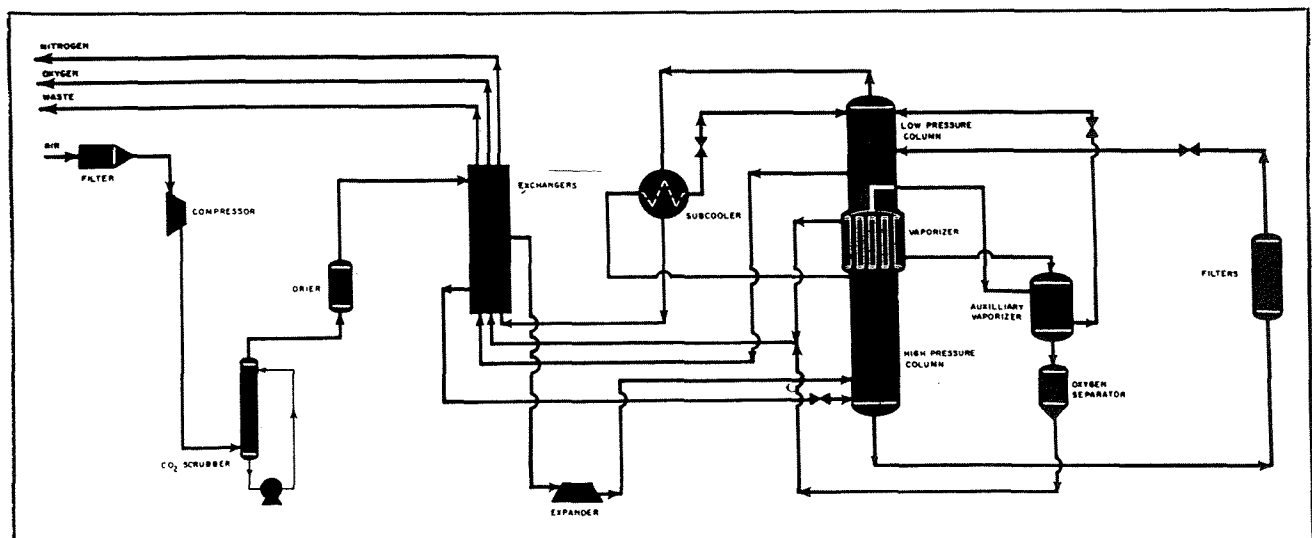 NITROGEN
OXYGEN
WASTE
AIR
FILTER
COMPRESSOR
CO2 SCRUBBER
DRIER
EXCHANGERS
EXPANDER
SUBCOOLER
LOW PRESSURE
COLUMN
VAPORIZER
HIGH PRESSURE
COLUMN
AUXILLIARY
VAPORIZER
OXYGEN
SEPARATOR
FILTERS